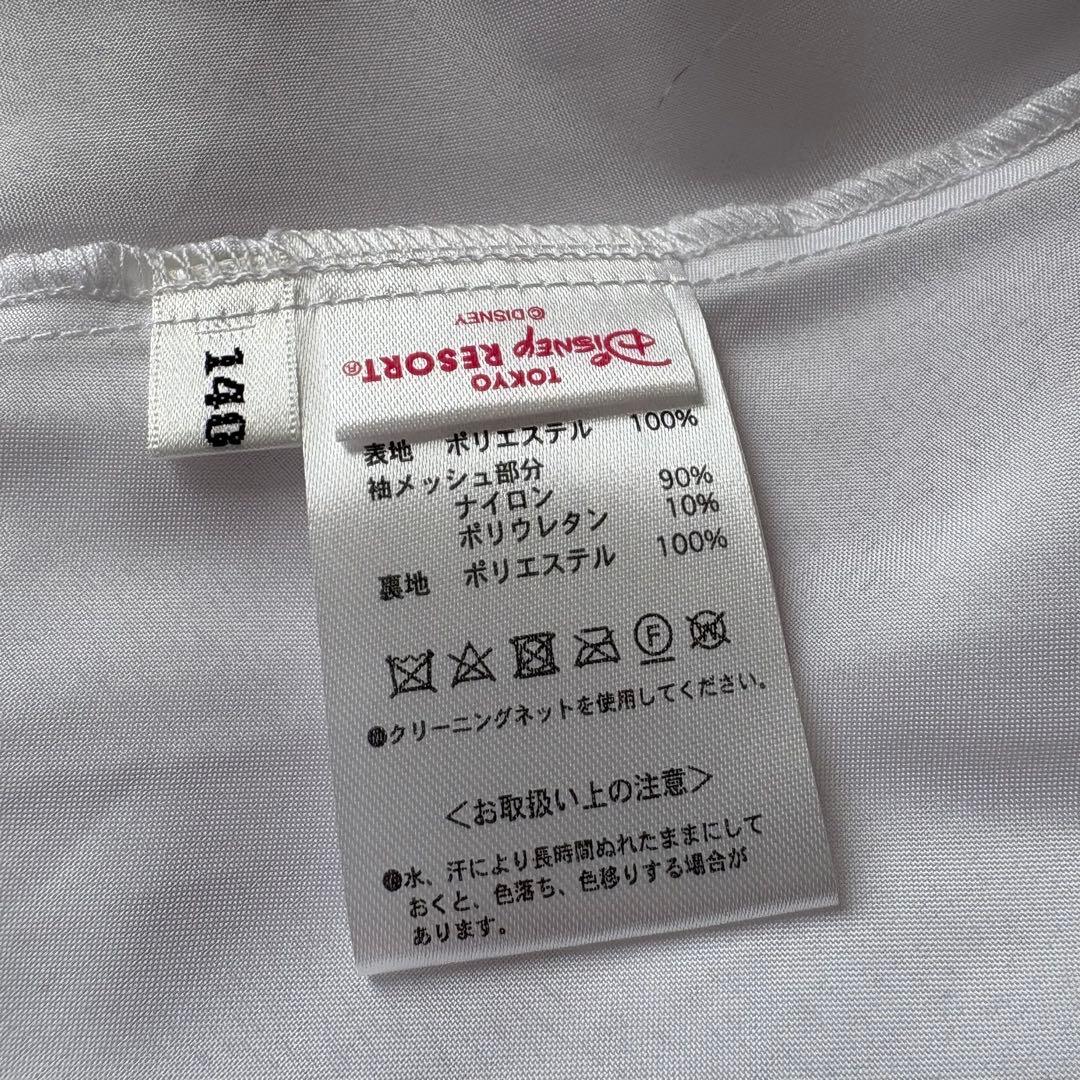 140
© DISNEY
TOKYO
DISNEY RESORT®
表地 ポリエステル 100%
袖メッシュ部分
ナイロン 90%
ポリウレタン 10%
裏地 ポリエステル 100%
F
W
クリーニングネットを使用してください。
<お取扱い上の注意>
水、汗により長時間ぬれたままにして
おくと、色落ち、色移りする場合が
あります。